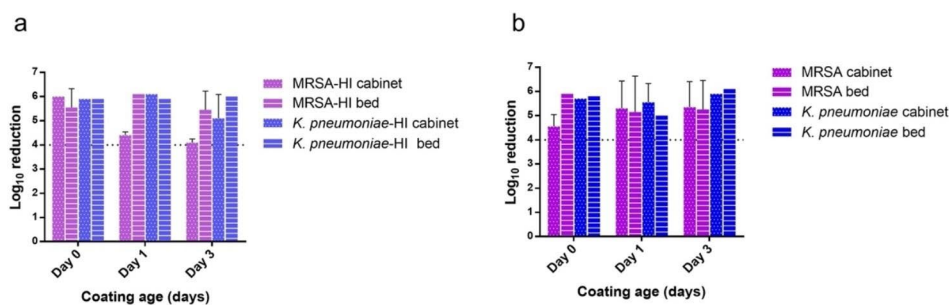 a
Log10 reduction
7
6
5
4
3
2
1
0
Day 0
Day 1
Day 3
Coating age (days)
MRSA-HI cabinet
MRSA-HI bed
K. pneumoniae-HI cabinet
K. pneumoniae-HI bed
b
Log10 reduction
7
6
5
4
3
2
1
0
Day 0
Day 1
Day 3
Coating age (days)
MRSA cabinet
MRSA bed
K. pneumoniae cabinet
K. pneumoniae bed